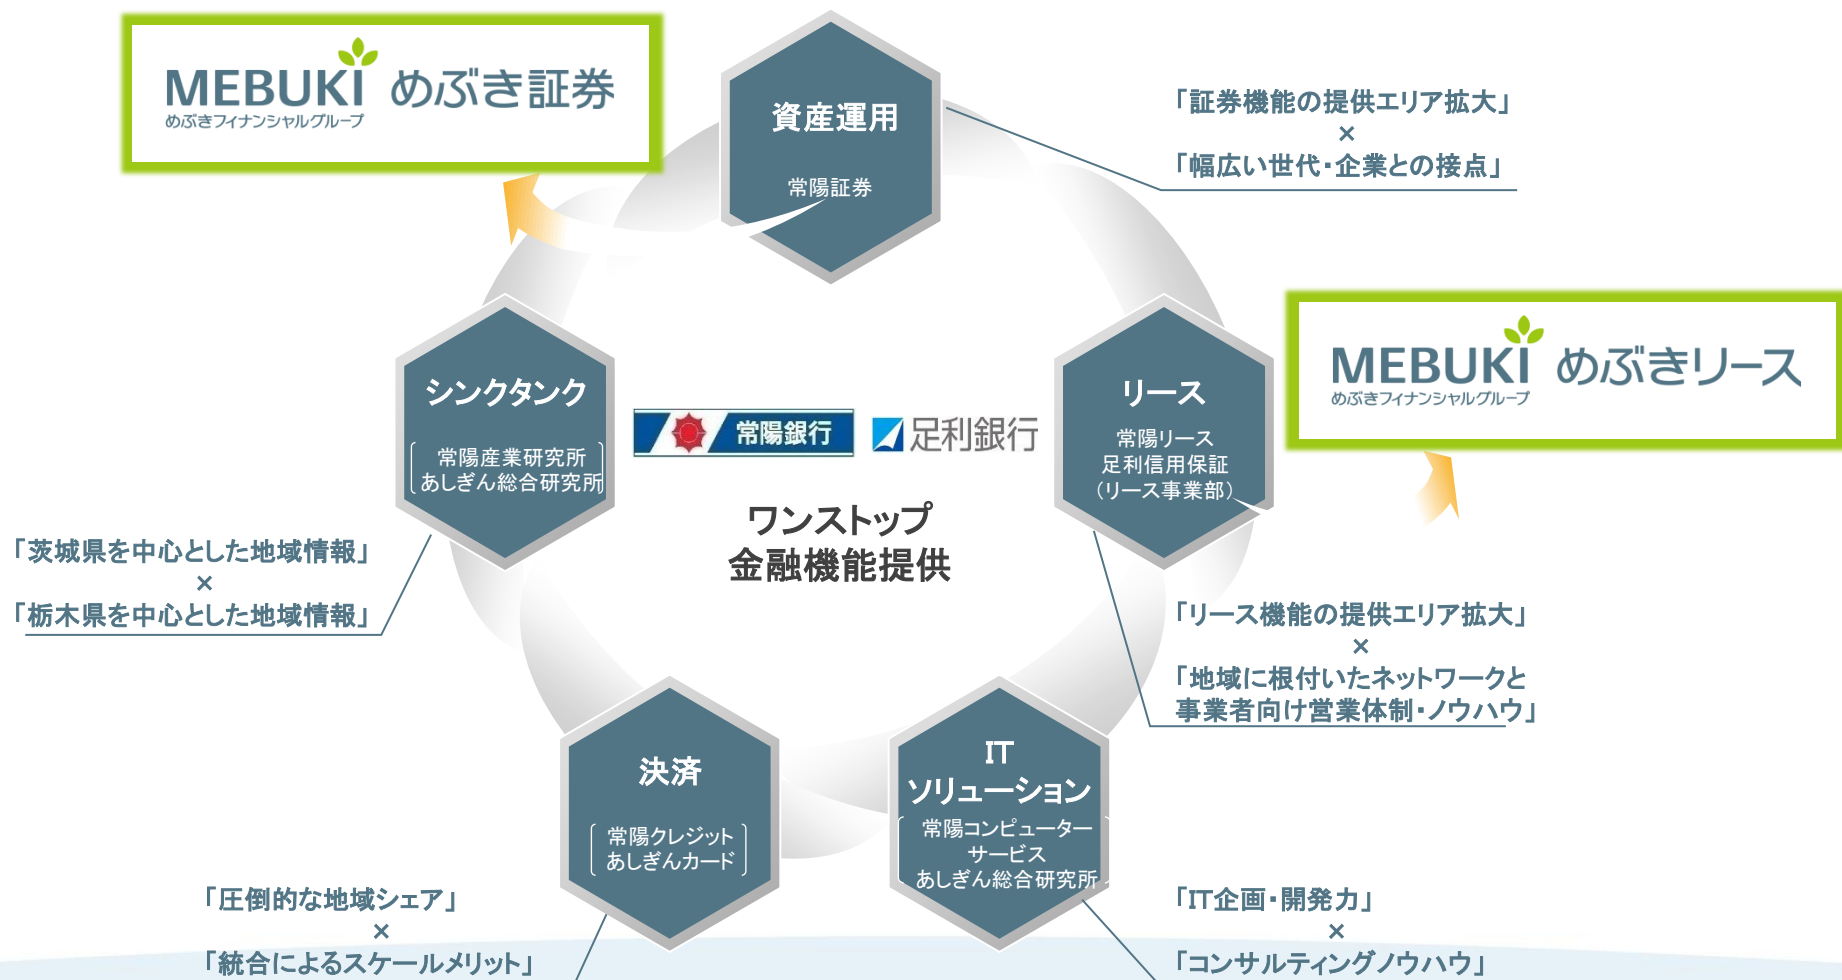 MEBUKI めぶき証券
めぶきフィナンシャルグループ
資産運用
常陽証券
「証券機能の提供エリア拡大」
×
「幅広い世代・企業との接点」
シンクタンク
常陽産業研究所
あしぎん総合研究所
「茨城県を中心とした地域情報」
×
「栃木県を中心とした地域情報」
常陽銀行 足利銀行
ワンストップ
金融機能提供
リース
常陽リース
足利信用保証
（リース事業部）
MEBUKI めぶきリース
めぶきフィナンシャルグループ
「リース機能の提供エリア拡大」
×
「地域に根付いたネットワークと
事業者向け営業体制・ノウハウ」
決済
常陽クレジット
あしぎんカード
「圧倒的な地域シェア」
×
「統合によるスケールメリット」
IT
ソリューション
常陽コンピューター
サービス
あしぎん総合研究所
「IT企画・開発力」
×
「コンサルティングノウハウ」